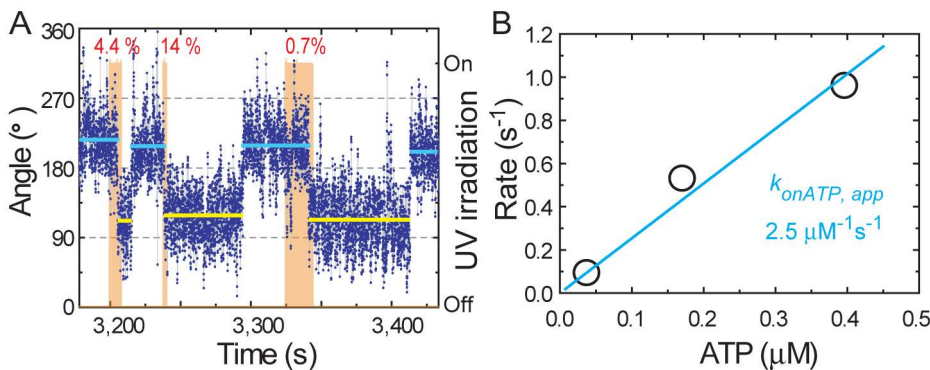 A
4.4 % 14 % 0.7%
360
270
180
90
0
Angle (°)
On
Off
UV irradiation
3,200 3,300 3,400
Time (s)
B
1.2
1.0
0.8
0.6
0.4
0.2
0.0
Rate (s⁻¹)
k onATP, app
2.5 μM⁻¹s⁻¹
0.0 0.1 0.2 0.3 0.4 0.5
ATP (μM)